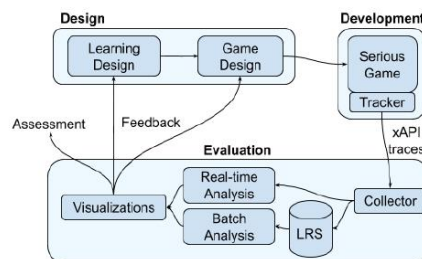 Design
Development
Learning
Design
Game
Design
Serious
Game
Tracker
Assessment
Feedback
xAPI
traces
Evaluation
Visualizations
Real-time
Analysis
Batch
Analysis
LRS
Collector